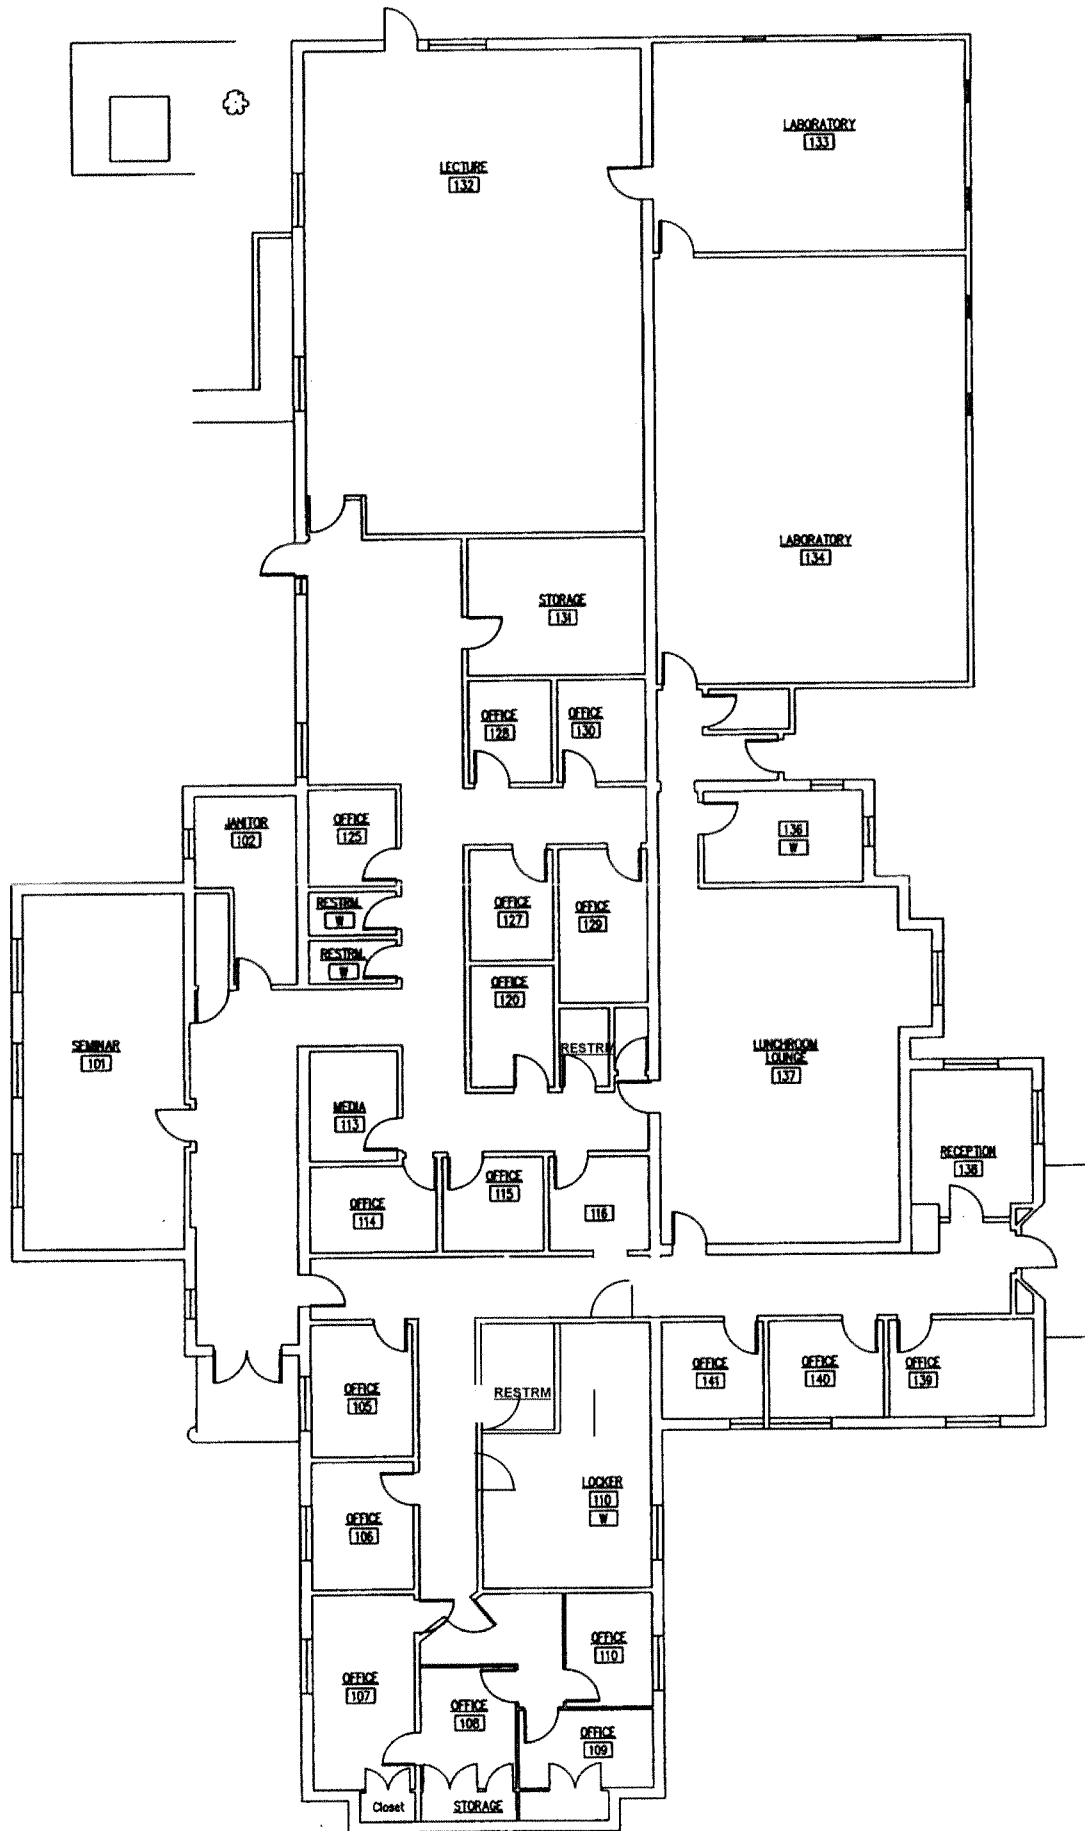 LABORATORY
133
LECTURE
132
LABORATORY
134
STORAGE
131
OFFICE
128
OFFICE
130
JANITOR
102
OFFICE
125
136
W
RESTRM.
W
OFFICE
127
OFFICE
129
RESTRM.
W
OFFICE
120
SEMINAR
101
RESTRM
LUNCHROOM
LOUNGE
137
MEDIA
113
RECEPTION
138
OFFICE
114
OFFICE
115
116
OFFICE
105
RESTRM
OFFICE
141
OFFICE
140
OFFICE
139
LOCKER
110
W
OFFICE
106
OFFICE
110
OFFICE
107
OFFICE
108
OFFICE
109
Closet
STORAGE